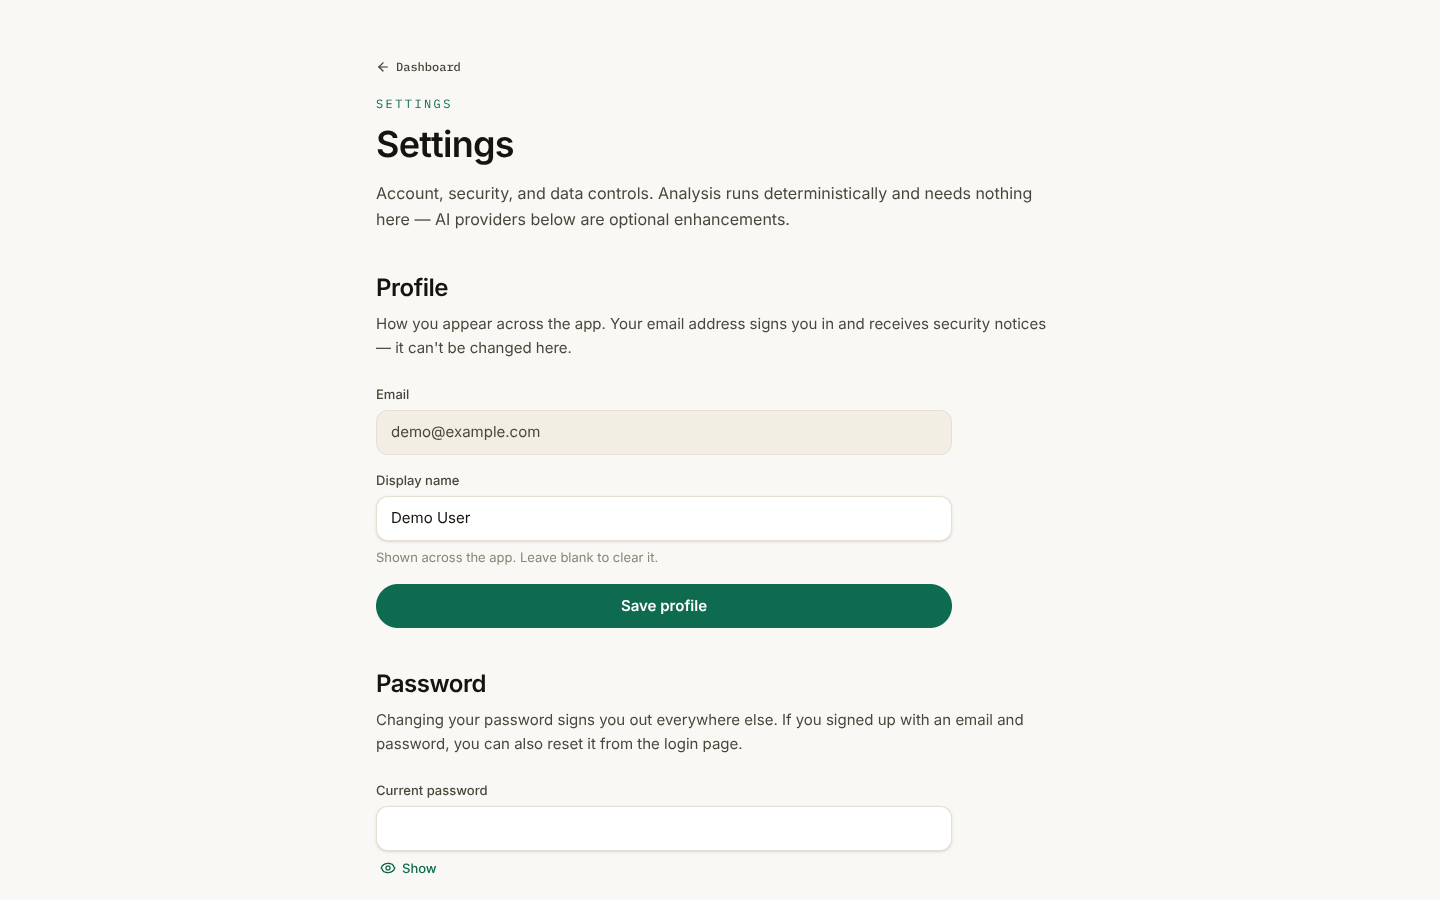 Dashboard
SETTINGS
Settings
Account, security, and data controls. Analysis runs deterministically and needs nothing
here — AI providers below are optional enhancements.
Profile
How you appear across the app. Your email address signs you in and receives security notices
— it can't be changed here.
Email
demo@example.com
Display name
Demo User
Shown across the app. Leave blank to clear it.
Save profile
Password
Changing your password signs you out everywhere else. If you signed up with an email and
password, you can also reset it from the login page.
Current password
Show